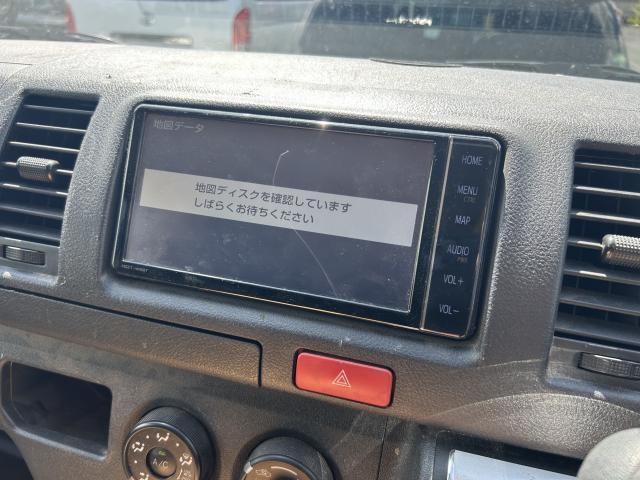 地図データ
地図ディスクを確認しています
しばらくお待ちください
HOME
MENU
CTRL
MAP
AUDIO
VOL+
VOL-
A/C